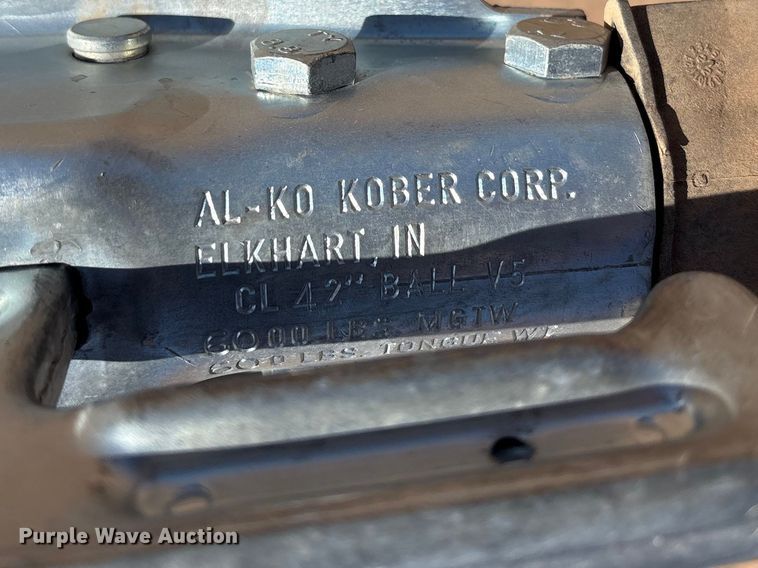 AL-KO KOBER CORP.
ELKHART, IN
CL 4 2" BALL V5
6000 LBS MGTW
600 LBS. TONGUE WT.
Purple Wave Auction